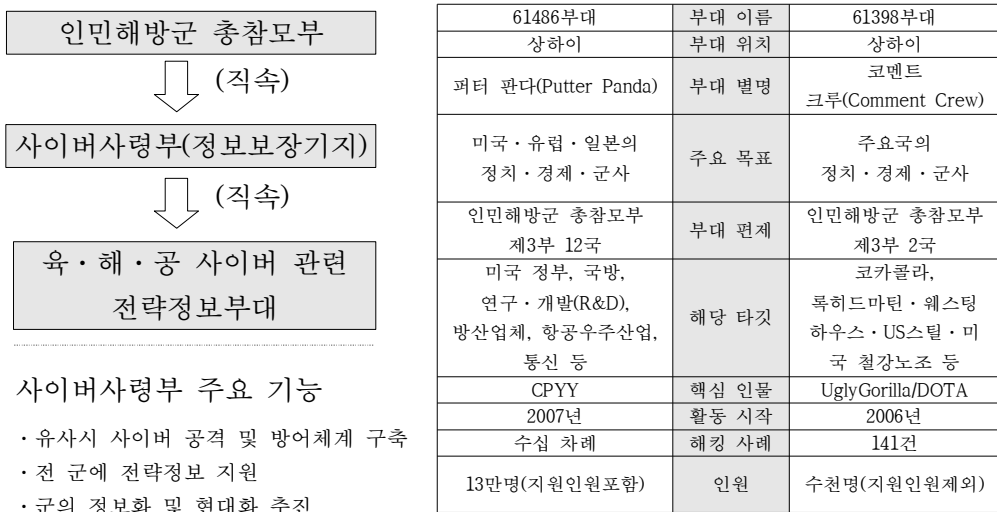 인민해방군 총참모부
(직속)
사이버사령부(정보보장기지)
(직속)
육·해·공 사이버 관련
전략정보부대
사이버사령부 주요 기능
·유사시 사이버 공격 및 방어체계 구축
·전 군에 전략정보 지원
·군의 정보화 및 현대화 추진
61486부대 부대 이름 61398부대
상하이 부대 위치 상하이
퍼터 판다(Putter Panda) 부대 별명 코멘트
크루(Comment Crew)
미국·유럽·일본의
정치·경제·군사
주요 목표
주요국의
정치·경제·군사
인민해방군 총참모부
제3부 12국
부대 편제
인민해방군 총참모부
제3부 2국
미국 정부, 국방,
연구·개발(R&D),
방산업체, 항공우주산업,
통신 등
해당 타깃
코카콜라,
록히드마틴·웨스팅
하우스·US스틸·미
국 철강노조 등
CPYY 핵심 인물 UglyGorilla/DOTA
2007년 활동 시작 2006년
수십 차례 해킹 사례 141건
13만명(지원인원포함) 인원 수천명(지원인원제외)